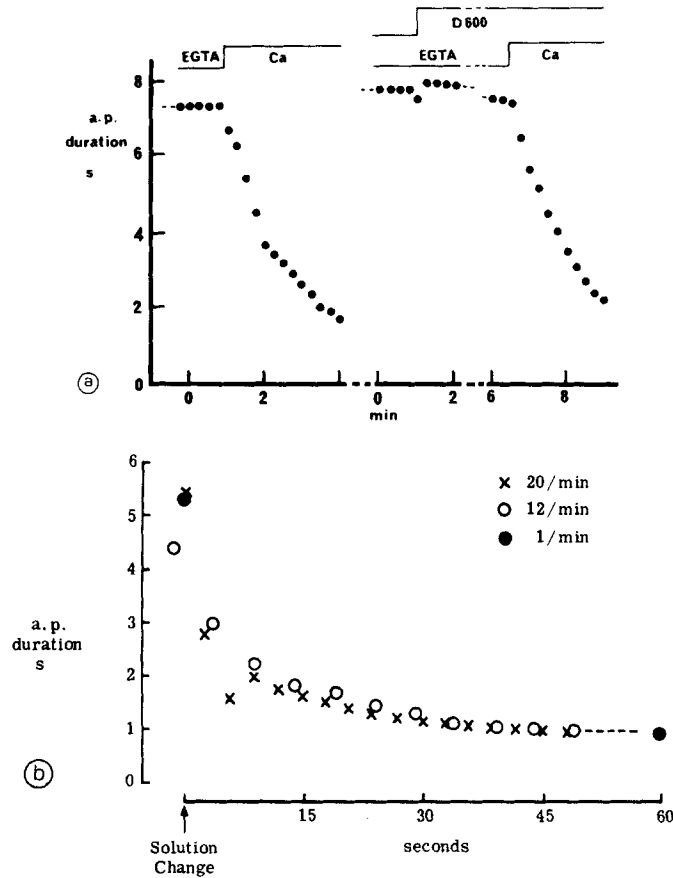 D600
EGTA Ca EGTA Ca
8
a.p.
duration
s
6
4
2
0
ⓐ
0 2 0 2 6 8
min
6
× 20/min
5 ○ 12/min
● 1/min
4
3
a.p.
duration
s
2
1
0
ⓑ
15 30 45 60
Solution
Change
seconds